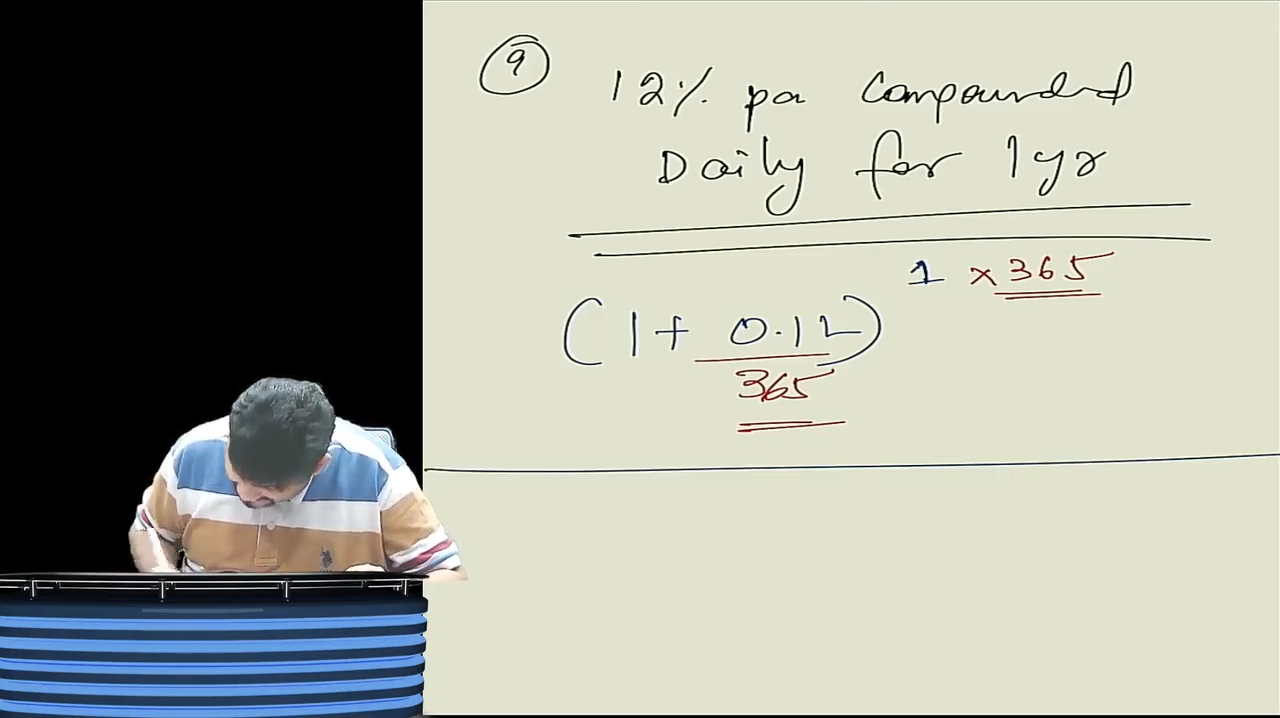 9
12% pa Compounded
Daily for 1yr
1 × 365
(1 + 0.12)
365